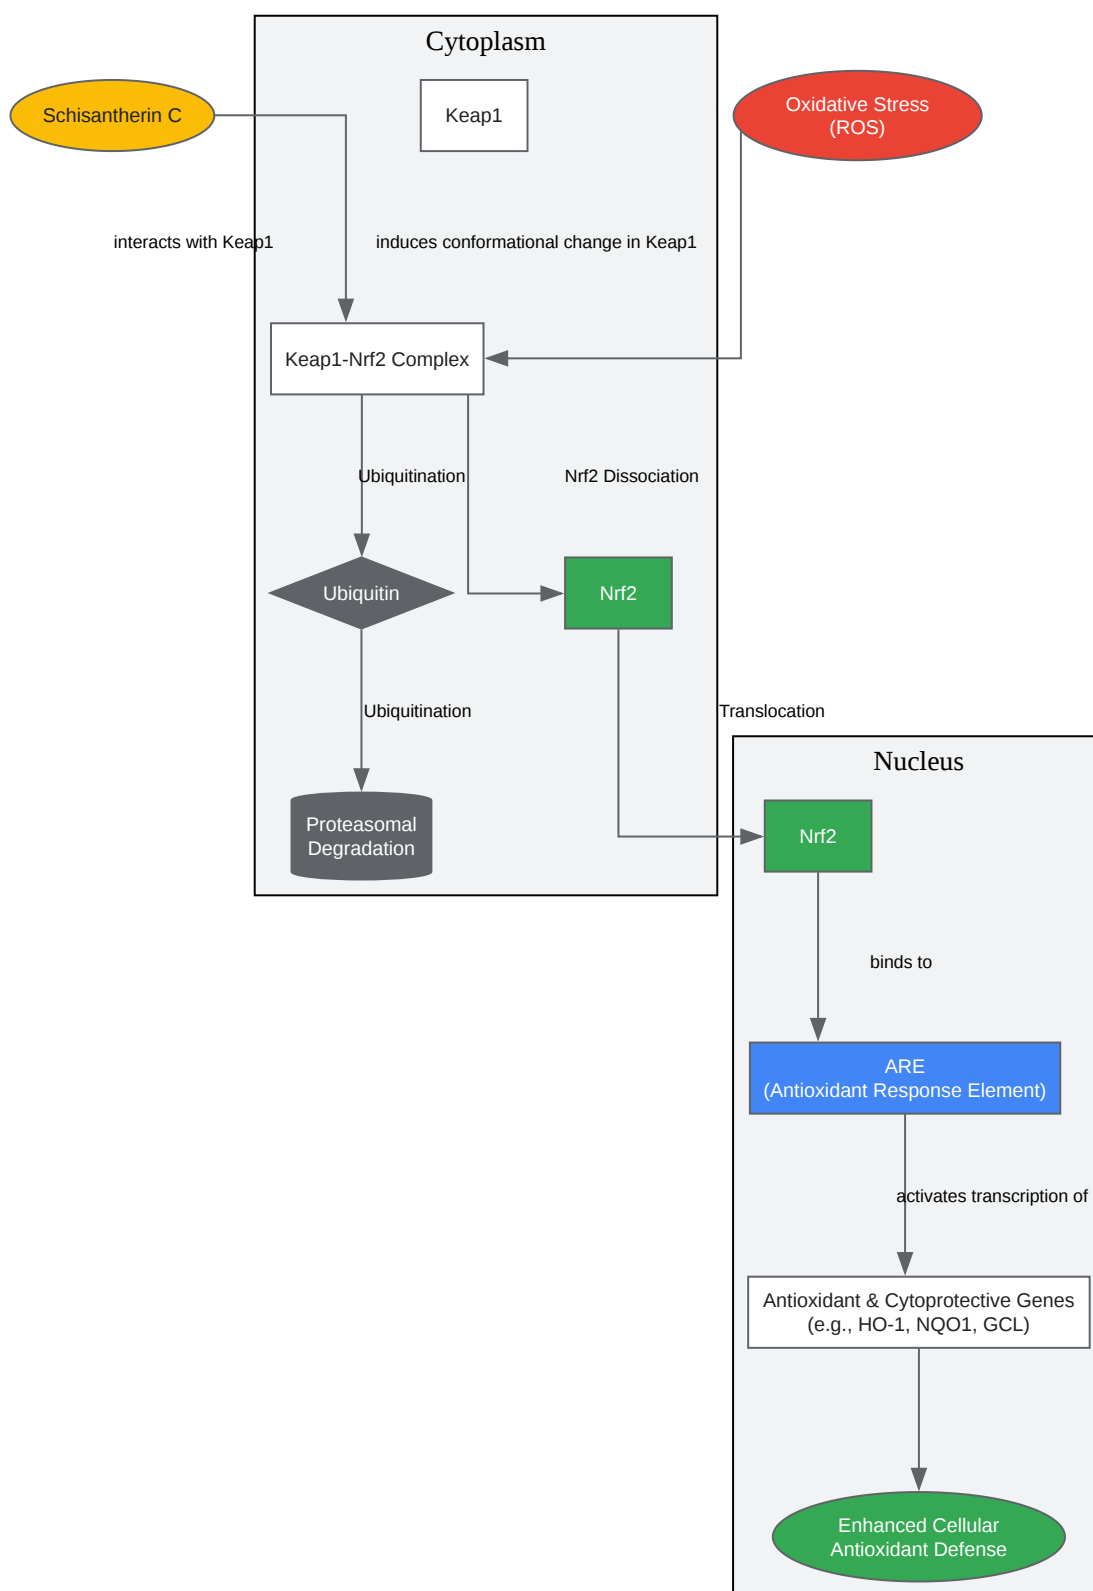 Cytoplasm
Schisantherin C
Keap1
Oxidative Stress
(ROS)
interacts with Keap1
induces conformational change in Keap1
Keap1-Nrf2 Complex
Ubiquitination
Nrf2 Dissociation
Ubiquitin
Nrf2
Ubiquitination
Translocation
Nucleus
Proteasomal
Degradation
Nrf2
binds to
ARE
(Antioxidant Response Element)
activates transcription of
Antioxidant & Cytoprotective Genes
(e.g., HO-1, NQO1, GCL)
Enhanced Cellular
Antioxidant Defense